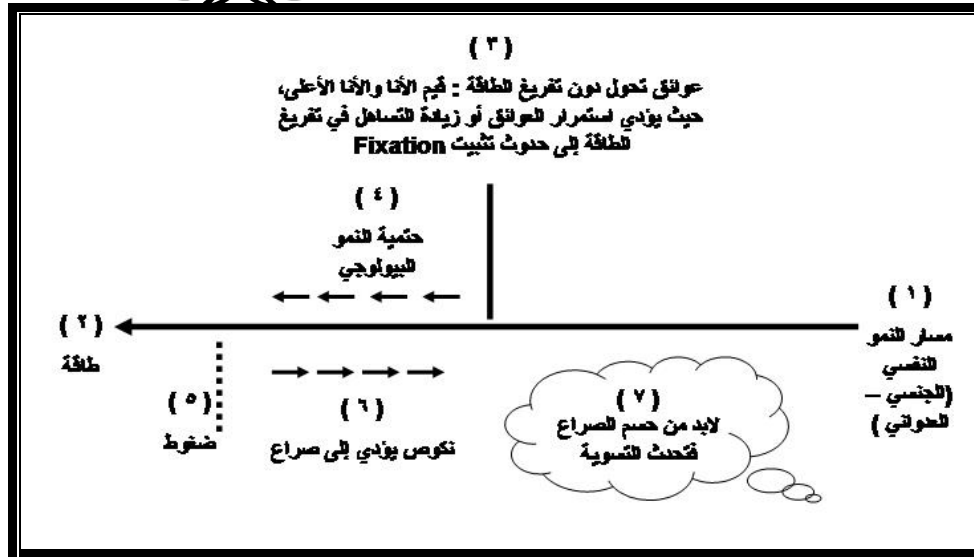 ( ٣ )
عوائق تحول دون تفريغ الطاقة : قيم الأنا والأنا الأعلى،
حيث يؤدي استمرار العوائق أو زيادة التساهل في تفريغ
الطاقة إلى حدوث تثبيت Fixation
( ٤ )
حتمية النمو
البيولوجي
( ١ )
مسار النمو
النفسي
(الجنسي –
العدواني )
( ٢ )
طاقة
( ٥ )
ضغوط
( ٦ )
نكوص يؤدي إلى صراع
( ٧ )
لابد من حسم الصراع
فتحدث التسوية